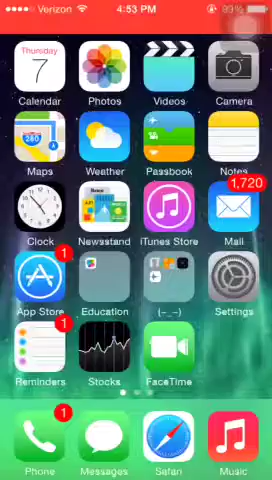 Verizon 4:53 PM 89%
Thursday
7
Calendar Photos Videos Camera
280
Maps Weather Passbook Notes
1,720
Clock Newsstand iTunes Store Mail
1
App Store Education (-_-) Settings
1
Reminders Stocks FaceTime
1
Phone Messages Safari Music